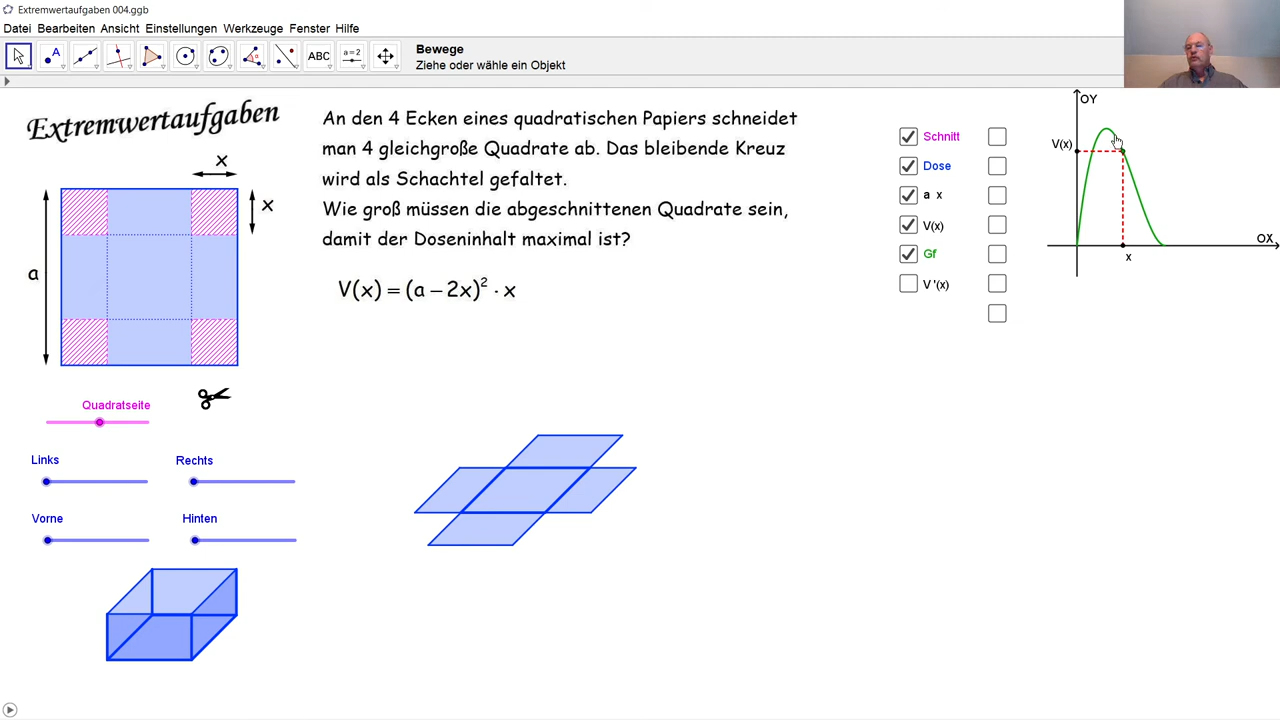 Extremwertaufgaben 004.ggb
Datei Bearbeiten Ansicht Einstellungen Werkzeuge Fenster Hilfe
A
ABC
a=2
Bewege
Ziehe oder wähle ein Objekt
Extremwertaufgaben
An den 4 Ecken eines quadratischen Papiers schneidet
man 4 gleichgroße Quadrate ab. Das bleibende Kreuz
wird als Schachtel gefaltet.
Wie groß müssen die abgeschnittenen Quadrate sein,
damit der Doseninhalt maximal ist?
V(x) = (a − 2x)² · x
x
x
a
Quadratseite
Links
Rechts
Vorne
Hinten
Schnitt
Dose
a x
V(x)
Gf
V'(x)
OY
V(x)
OX
x